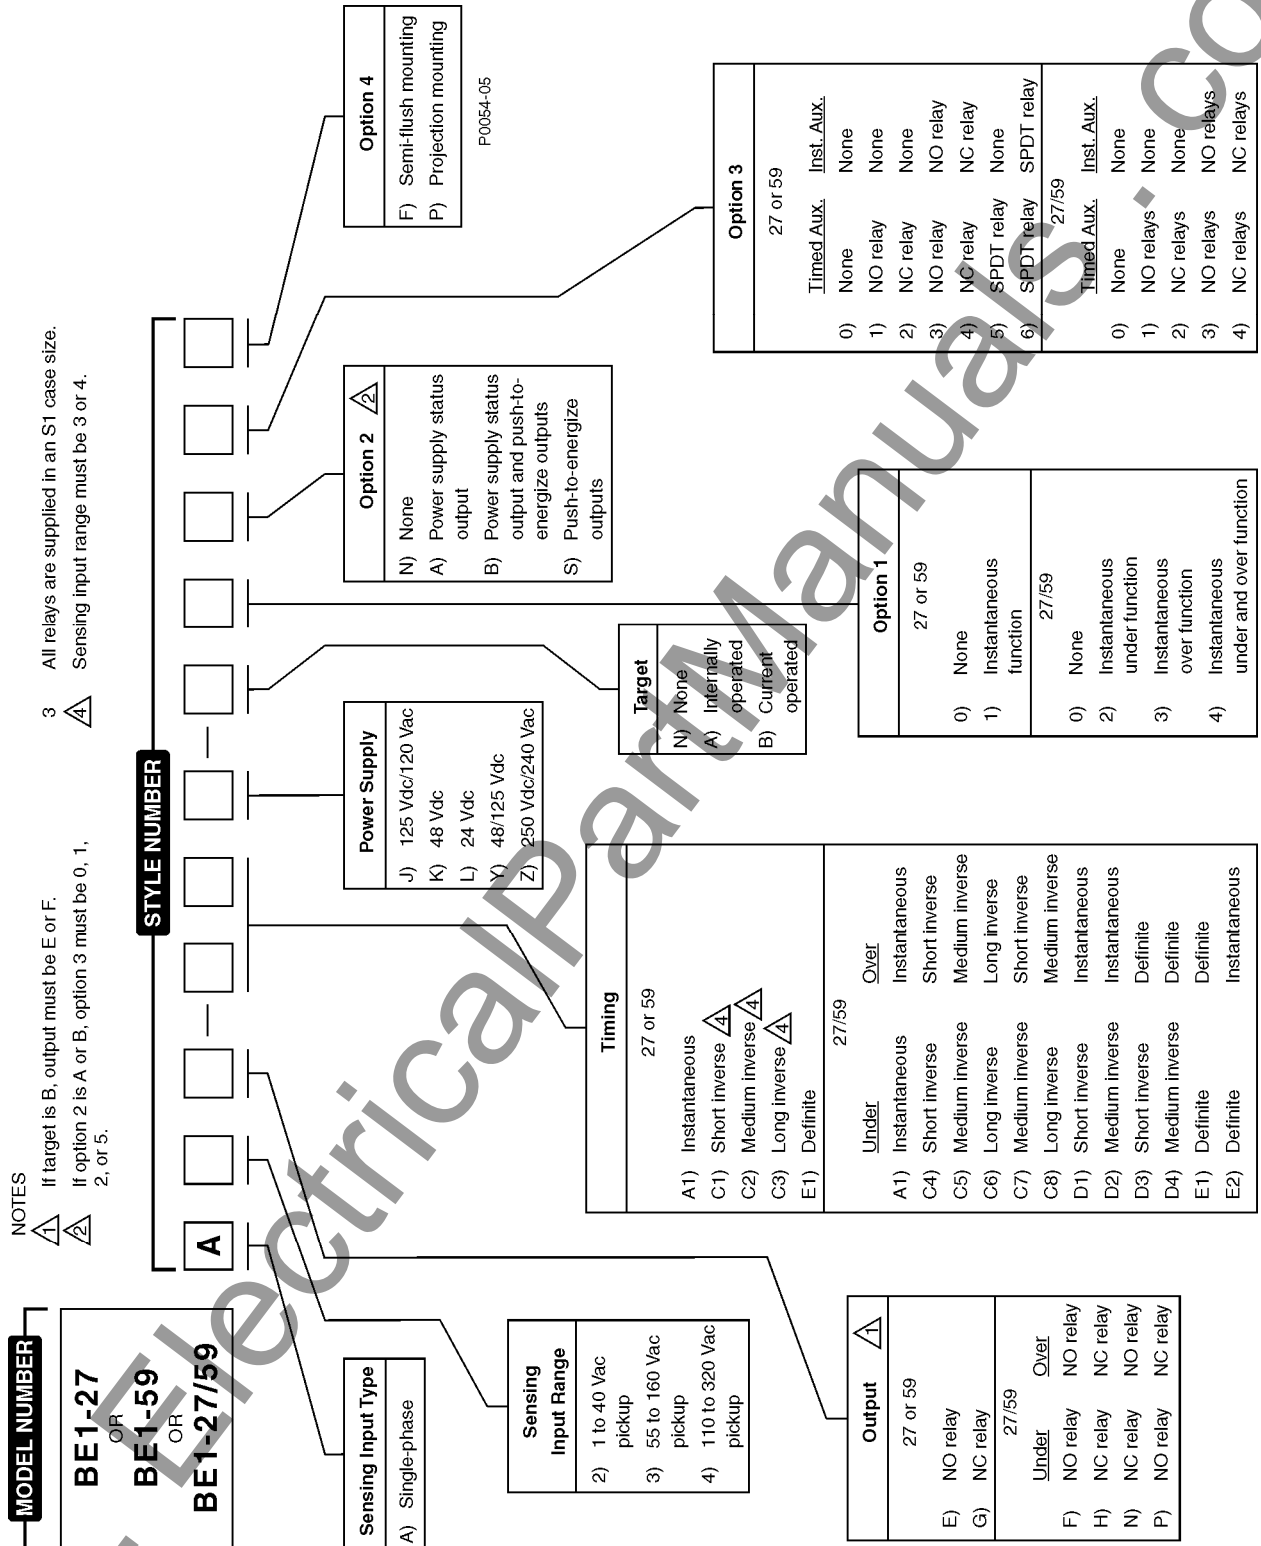 MODEL NUMBER
BE1-27
OR
BE1-59
OR
BE1-27/59
NOTES
1 If target is B, output must be E or F.
2 If option 2 is A or B, option 3 must be 0, 1,
2, or 5.
3 All relays are supplied in an S1 case size.
4 Sensing input range must be 3 or 4.
STYLE NUMBER
A
Sensing Input Type
A) Single-phase
Sensing
Input Range
2) 1 to 40 Vac
pickup
3) 55 to 160 Vac
pickup
4) 110 to 320 Vac
pickup
Output 1
27 or 59
E) NO relay
G) NC relay
27/59
Under Over
F) NO relay NO relay
H) NC relay NC relay
N) NC relay NO relay
P) NO relay NC relay
Timing
27 or 59
A1) Instantaneous
C1) Short inverse 4
C2) Medium inverse 4
C3) Long inverse 4
E1) Definite
27/59
Under Over
A1) Instantaneous Instantaneous
C4) Short inverse Short inverse
C5) Medium inverse Medium inverse
C6) Long inverse Long inverse
C7) Medium inverse Short inverse
C8) Long inverse Medium inverse
D1) Short inverse Instantaneous
D2) Medium inverse Instantaneous
D3) Short inverse Definite
D4) Medium inverse Definite
E1) Definite Definite
E2) Definite Instantaneous
Power Supply
J) 125 Vdc/120 Vac
K) 48 Vdc
L) 24 Vdc
Y) 48/125 Vdc
Z) 250 Vdc/240 Vac
Target
N) None
A) Internally
operated
B) Current
operated
Option 1
27 or 59
0) None
1) Instantaneous
function
27/59
0) None
2) Instantaneous
under function
3) Instantaneous
over function
4) Instantaneous
under and over function
Option 2 2
N) None
A) Power supply status
output
B) Power supply status
output and push-to-
energize outputs
S) Push-to-energize
outputs
Option 3
27 or 59
Timed Aux. Inst. Aux.
0) None None
1) NO relay None
2) NC relay None
3) NO relay NO relay
4) NC relay NC relay
5) SPDT relay None
6) SPDT relay SPDT relay
27/59
Timed Aux. Inst. Aux.
0) None None
1) NO relays None
2) NC relays None
3) NO relays NO relays
4) NC relays NC relays
Option 4
F) Semi-flush mounting
P) Projection mounting
P0054-05
ElectricalPartManuals . co